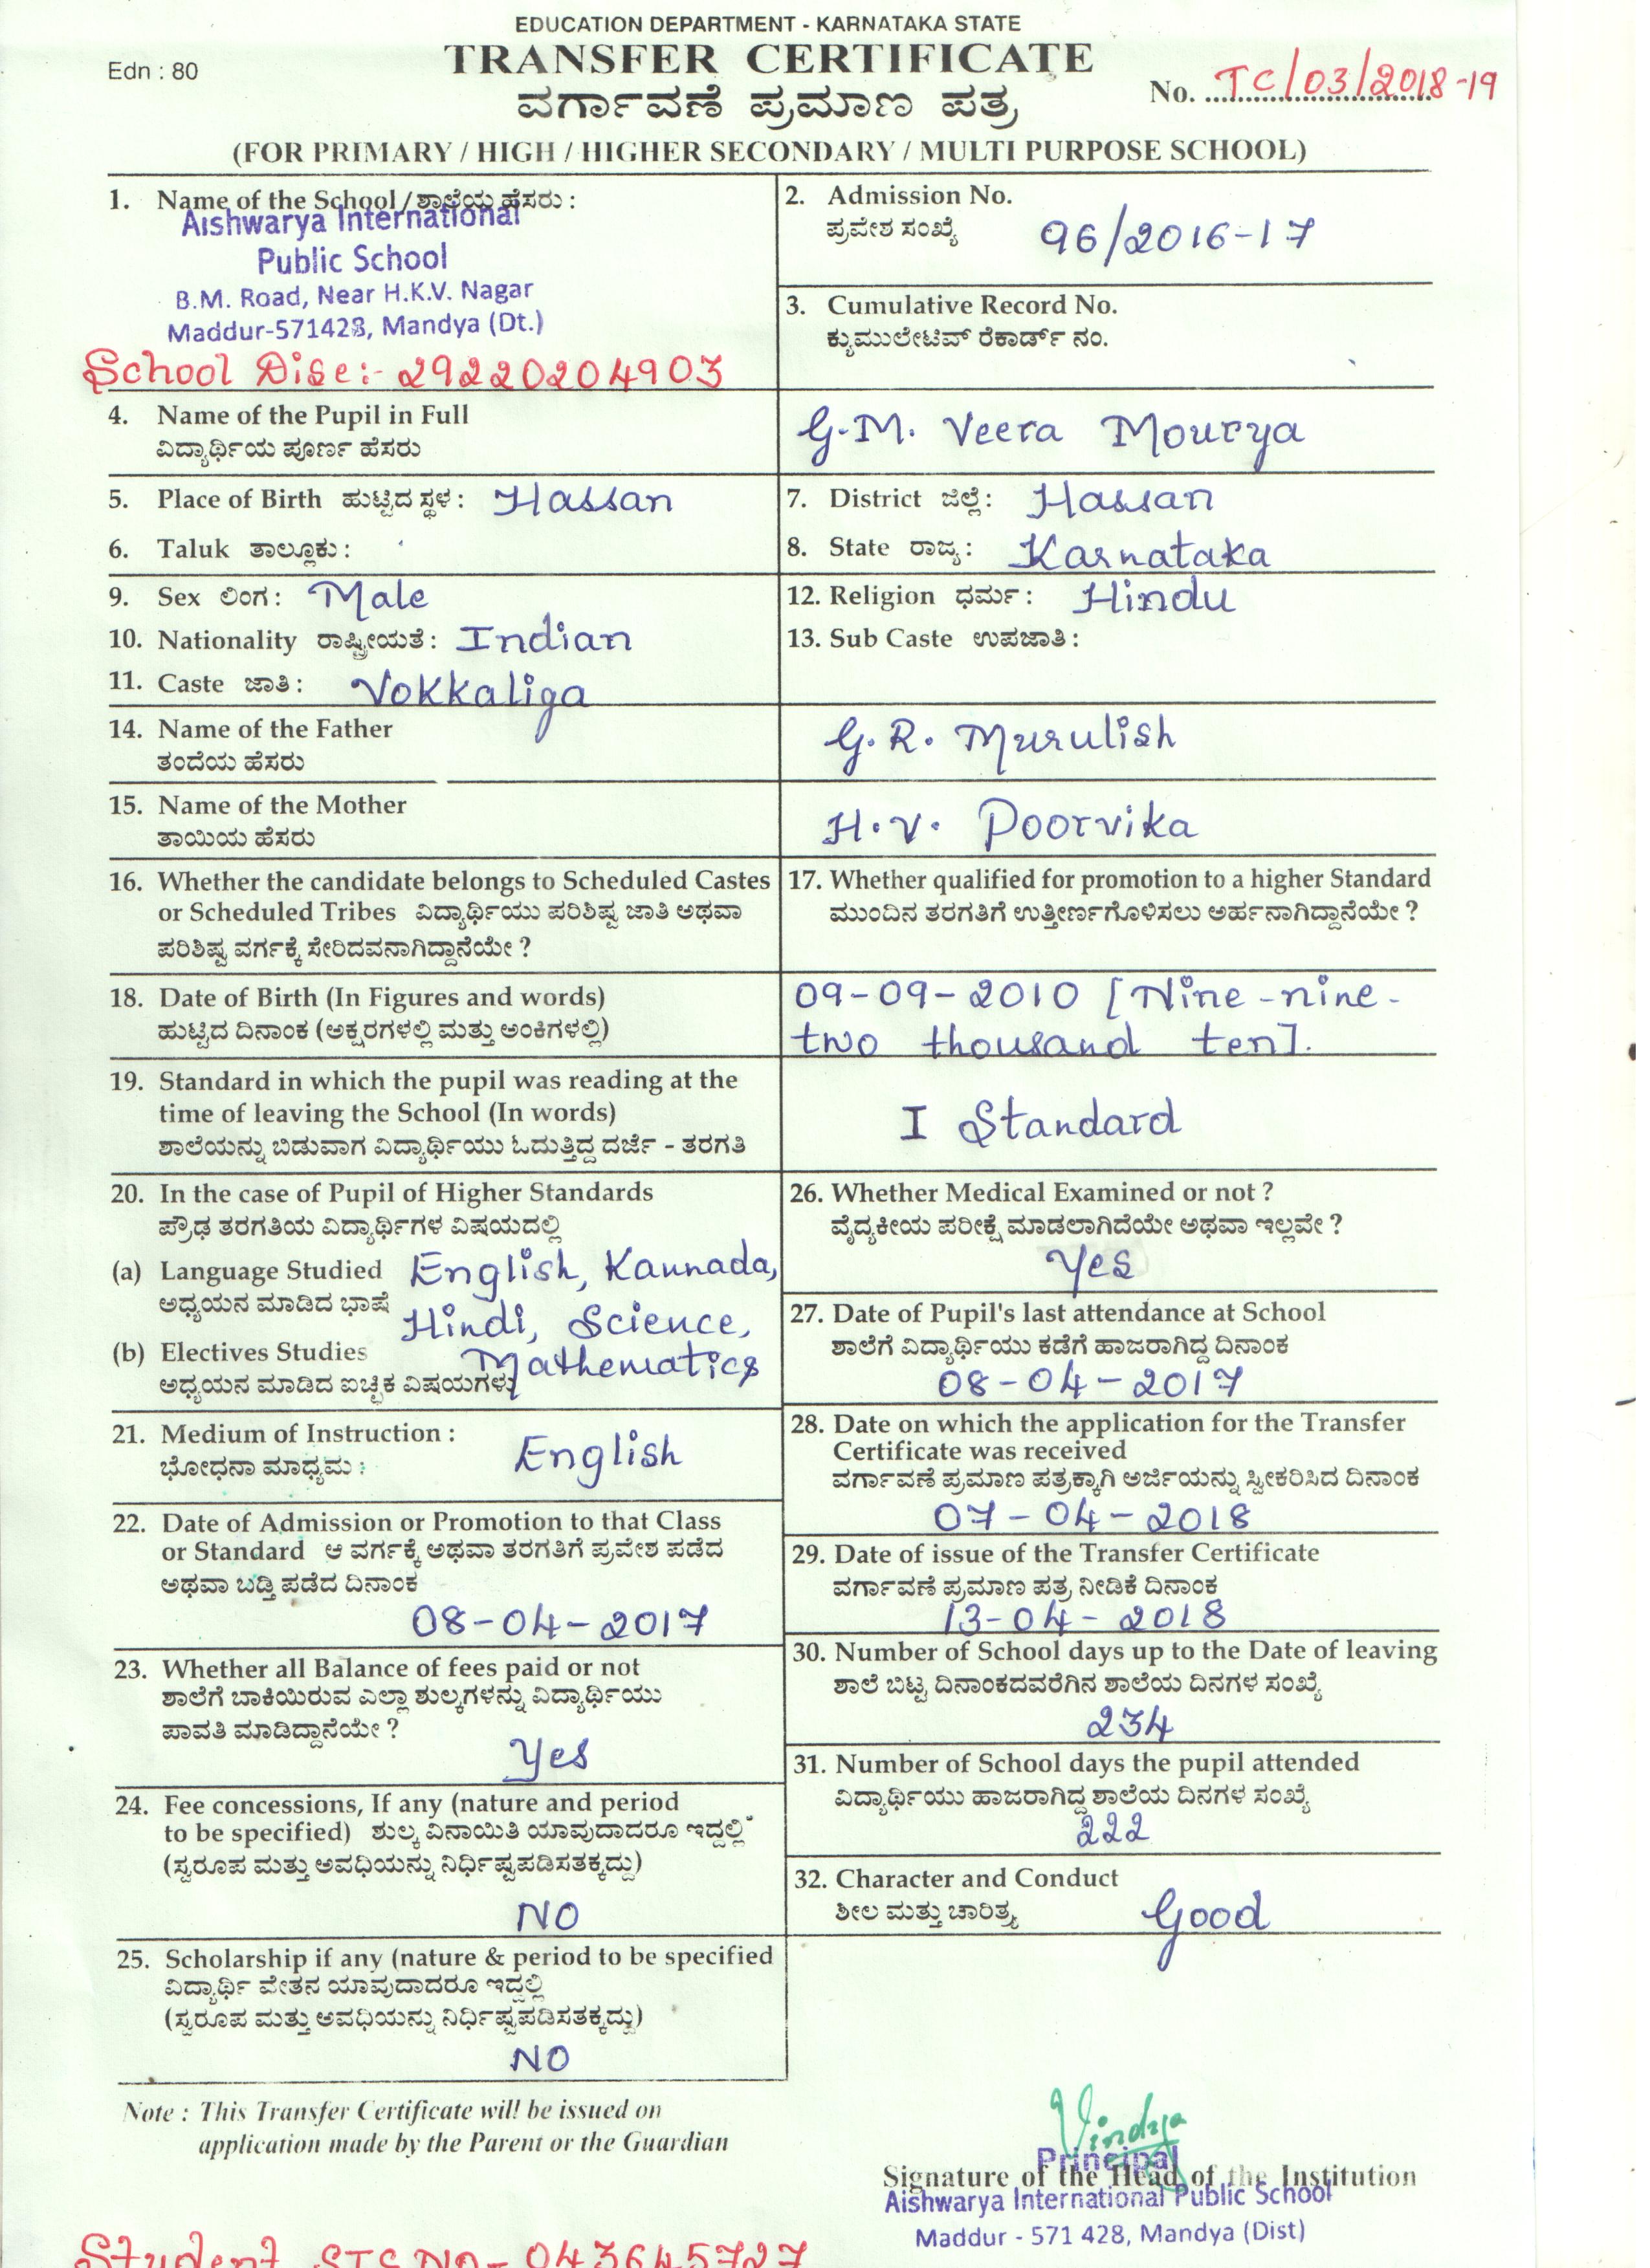 EDUCATION DEPARTMENT - KARNATAKA STATE
Edn : 80
TRANSFER CERTIFICATE
ವರ್ಗಾವಣೆ ಪ್ರಮಾಣ ಪತ್ರ
No. TC/03/2018-19
(FOR PRIMARY / HIGH / HIGHER SECONDARY / MULTI PURPOSE SCHOOL)
1. Name of the School/ಶಾಲೆಯ ಹೆಸರು :
Aishwarya International
Public School
B.M. Road, Near H.K.V. Nagar
Maddur-571428, Mandya (Dt.)
School Dise:- 29220204903
2. Admission No.
ಪ್ರವೇಶ ಸಂಖ್ಯೆ 96/2016-17
3. Cumulative Record No.
ಕ್ಯುಮುಲೇಟಿವ್ ರೆಕಾರ್ಡ್ ನಂ.
4. Name of the Pupil in Full
ವಿದ್ಯಾರ್ಥಿಯ ಪೂರ್ಣ ಹೆಸರು
G.M. Veera Mourya
5. Place of Birth ಹುಟ್ಟಿದ ಸ್ಥಳ : Hassan
6. Taluk ತಾಲ್ಲೂಕು :
7. District ಜಿಲ್ಲೆ : Hassan
8. State ರಾಜ್ಯ : Karnataka
9. Sex ಲಿಂಗ : Male
10. Nationality ರಾಷ್ಟ್ರೀಯತೆ : Indian
11. Caste ಜಾತಿ : Vokkaliga
12. Religion ಧರ್ಮ : Hindu
13. Sub Caste ಉಪಜಾತಿ :
14. Name of the Father
ತಂದೆಯ ಹೆಸರು
G.R. Murulish
15. Name of the Mother
ತಾಯಿಯ ಹೆಸರು
H.V. Poorvika
16. Whether the candidate belongs to Scheduled Castes
or Scheduled Tribes ವಿದ್ಯಾರ್ಥಿಯು ಪರಿಶಿಷ್ಟ ಜಾತಿ ಅಥವಾ
ಪರಿಶಿಷ್ಟ ವರ್ಗಕ್ಕೆ ಸೇರಿದವನಾಗಿದ್ದಾನೆಯೇ ?
17. Whether qualified for promotion to a higher Standard
ಮುಂದಿನ ತರಗತಿಗೆ ಉತ್ತೀರ್ಣಗೊಳಿಸಲು ಅರ್ಹನಾಗಿದ್ದಾನೆಯೇ ?
18. Date of Birth (In Figures and words)
ಹುಟ್ಟಿದ ದಿನಾಂಕ (ಅಕ್ಷರಗಳಲ್ಲಿ ಮತ್ತು ಅಂಕಿಗಳಲ್ಲಿ)
09-09-2010 [Nine-nine-
two thousand ten].
19. Standard in which the pupil was reading at the
time of leaving the School (In words)
ಶಾಲೆಯನ್ನು ಬಿಡುವಾಗ ವಿದ್ಯಾರ್ಥಿಯು ಓದುತ್ತಿದ್ದ ದರ್ಜೆ - ತರಗತಿ
I Standard
20. In the case of Pupil of Higher Standards
ಪ್ರೌಢ ತರಗತಿಯ ವಿದ್ಯಾರ್ಥಿಗಳ ವಿಷಯದಲ್ಲಿ
(a) Language Studied English, Kannada,
ಅಧ್ಯಯನ ಮಾಡಿದ ಭಾಷೆ Hindi, Science,
(b) Electives Studies Mathematics
ಅಧ್ಯಯನ ಮಾಡಿದ ಐಚ್ಛಿಕ ವಿಷಯಗಳು
21. Medium of Instruction :
ಭೋಧನಾ ಮಾಧ್ಯಮ : English
22. Date of Admission or Promotion to that Class
or Standard ಆ ವರ್ಗಕ್ಕೆ ಅಥವಾ ತರಗತಿಗೆ ಪ್ರವೇಶ ಪಡೆದ
ಅಥವಾ ಬಡ್ತಿ ಪಡೆದ ದಿನಾಂಕ
08-04-2017
23. Whether all Balance of fees paid or not
ಶಾಲೆಗೆ ಬಾಕಿಯಿರುವ ಎಲ್ಲಾ ಶುಲ್ಕಗಳನ್ನು ವಿದ್ಯಾರ್ಥಿಯು
ಪಾವತಿ ಮಾಡಿದ್ದಾನೆಯೇ ?
Yes
24. Fee concessions, If any (nature and period
to be specified) ಶುಲ್ಕ ವಿನಾಯಿತಿ ಯಾವುದಾದರೂ ಇದ್ದಲ್ಲಿ
(ಸ್ವರೂಪ ಮತ್ತು ಅವಧಿಯನ್ನು ನಿರ್ಧಿಷ್ಟಪಡಿಸತಕ್ಕದ್ದು)
NO
25. Scholarship if any (nature & period to be specified
ವಿದ್ಯಾರ್ಥಿ ವೇತನ ಯಾವುದಾದರೂ ಇದ್ದಲ್ಲಿ
(ಸ್ವರೂಪ ಮತ್ತು ಅವಧಿಯನ್ನು ನಿರ್ಧಿಷ್ಟಪಡಿಸತಕ್ಕದ್ದು)
NO
26. Whether Medical Examined or not ?
ವೈದ್ಯಕೀಯ ಪರೀಕ್ಷೆ ಮಾಡಲಾಗಿದೆಯೇ ಅಥವಾ ಇಲ್ಲವೇ ?
Yes
27. Date of Pupil's last attendance at School
ಶಾಲೆಗೆ ವಿದ್ಯಾರ್ಥಿಯು ಕಡೆಗೆ ಹಾಜರಾಗಿದ್ದ ದಿನಾಂಕ
08-04-2017
28. Date on which the application for the Transfer
Certificate was received
ವರ್ಗಾವಣೆ ಪ್ರಮಾಣ ಪತ್ರಕ್ಕಾಗಿ ಅರ್ಜಿಯನ್ನು ಸ್ವೀಕರಿಸಿದ ದಿನಾಂಕ
07-04-2018
29. Date of issue of the Transfer Certificate
ವರ್ಗಾವಣೆ ಪ್ರಮಾಣ ಪತ್ರ ನೀಡಿಕೆ ದಿನಾಂಕ
13-04-2018
30. Number of School days up to the Date of leaving
ಶಾಲೆ ಬಿಟ್ಟ ದಿನಾಂಕದವರೆಗಿನ ಶಾಲೆಯ ದಿನಗಳ ಸಂಖ್ಯೆ
234
31. Number of School days the pupil attended
ವಿದ್ಯಾರ್ಥಿಯು ಹಾಜರಾಗಿದ್ದ ಶಾಲೆಯ ದಿನಗಳ ಸಂಖ್ಯೆ
222
32. Character and Conduct
ಶೀಲ ಮತ್ತು ಚಾರಿತ್ರ್ಯ Good
Note : This Transfer Certificate will be issued on
application made by the Parent or the Guardian
Vindya
Principal
Signature of the Head of the Institution
Aishwarya International Public School
Maddur - 571 428, Mandya (Dist)
Student STS NO- 043645727